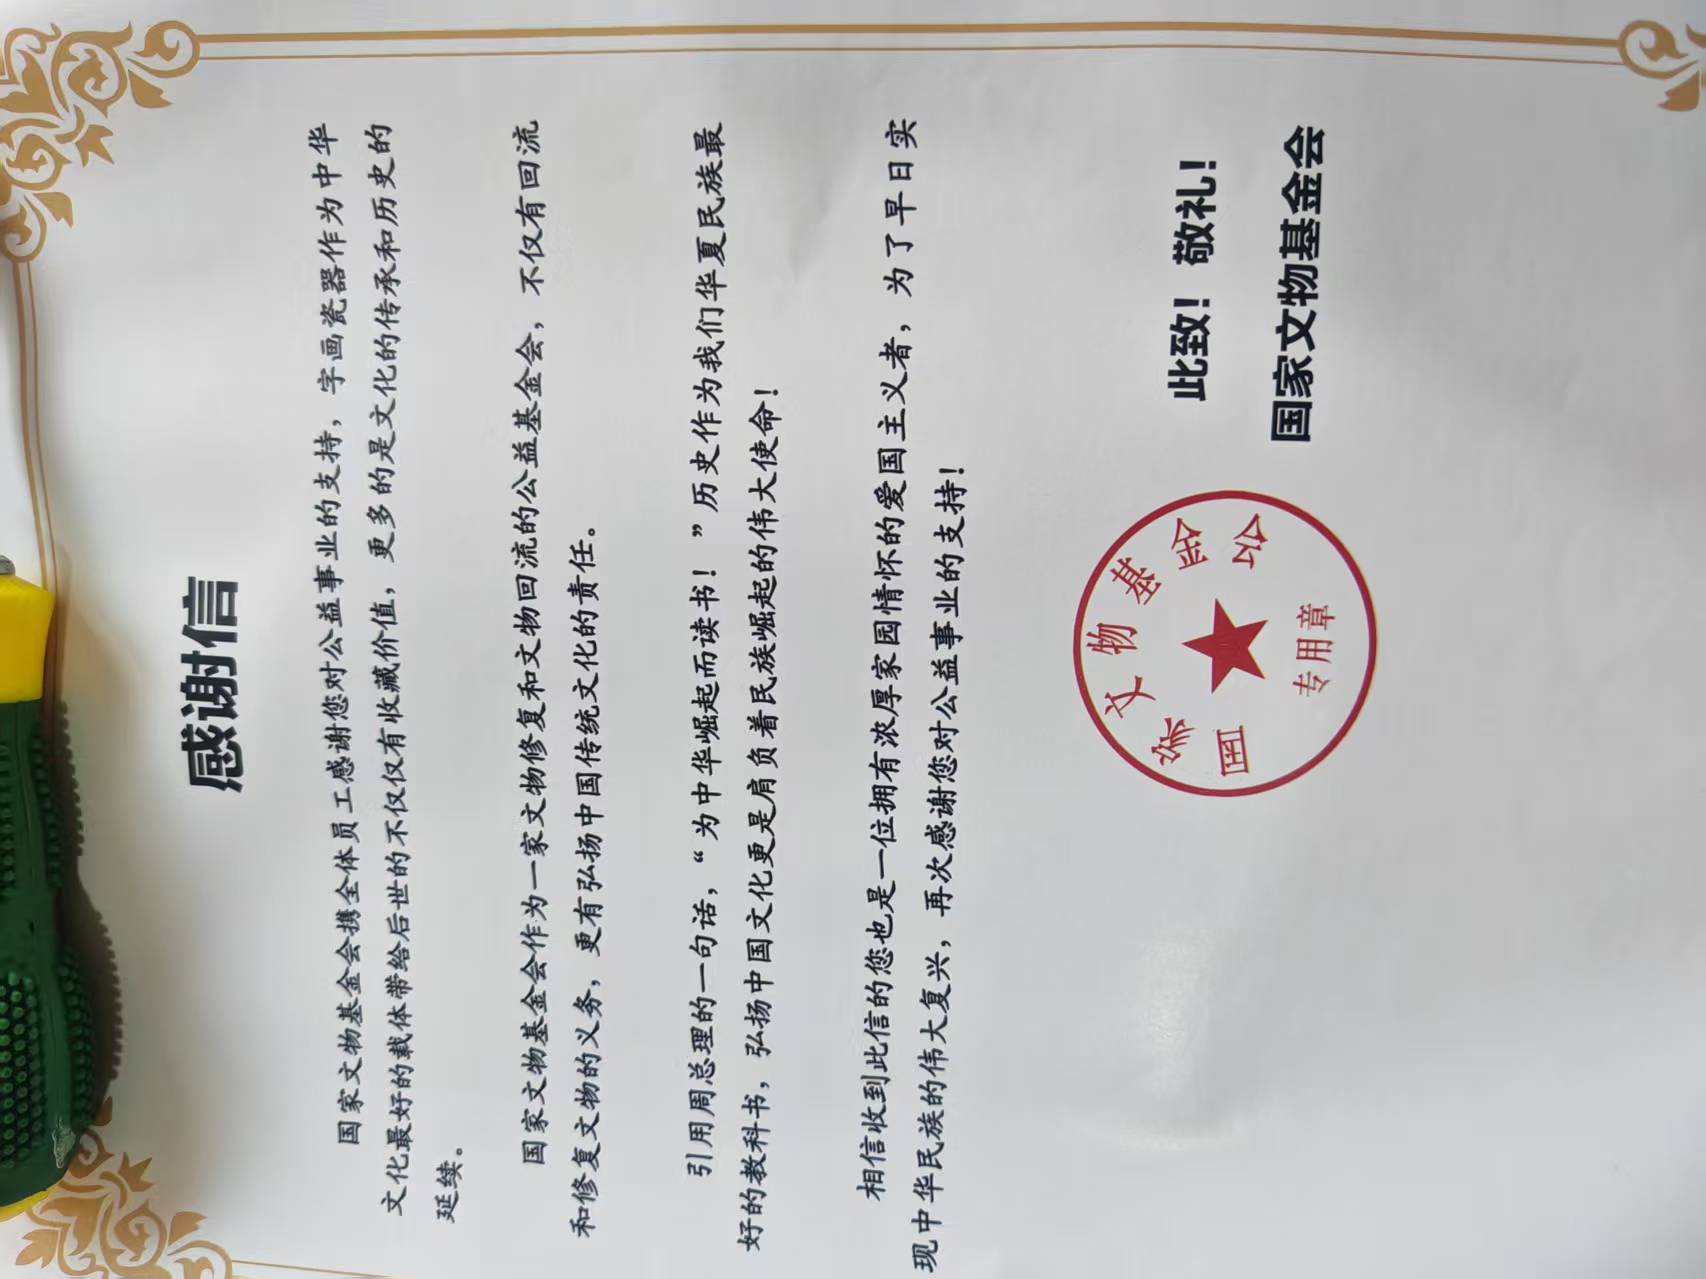 感谢信
国家文物基金会携全体员工感谢您对公益事业的支持，字画瓷器作为中华
文化最好的载体带给后世的不仅仅有收藏价值，更多的是文化的传承和历史的
延续。
国家文物基金会作为一家文物修复和文物回流的公益基金会，不仅有回流
和修复文物的义务，更有弘扬中国传统文化的责任。
引用周总理的一句话，“为中华崛起而读书！”历史作为我们华夏民族最
好的教科书，弘扬中国文化更是肩负着民族崛起的伟大使命！
相信收到此信的您也是一位拥有浓厚家园情怀的爱国主义者，为了早日实
现中华民族的伟大复兴，再次感谢您对公益事业的支持！
此致！敬礼！
国家文物基金会
国家文物基金会
专用章